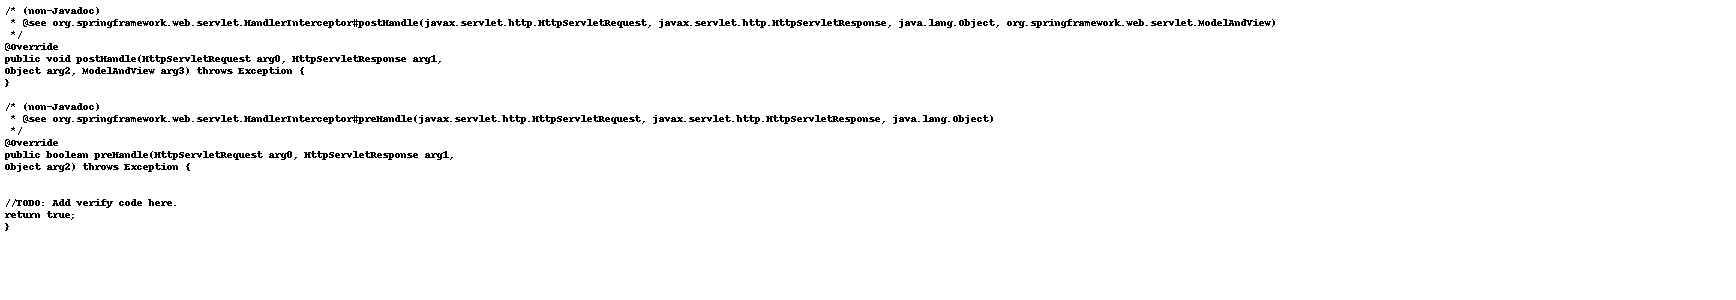 /* (non-Javadoc)
 * @see org.springframework.web.servlet.HandlerInterceptor#postHandle(javax.servlet.http.HttpServletRequest, javax.servlet.http.HttpServletResponse, java.lang.Object, org.springframework.web.servlet.ModelAndView)
 */
@Override
public void postHandle(HttpServletRequest arg0, HttpServletResponse arg1,
Object arg2, ModelAndView arg3) throws Exception {
}
/* (non-Javadoc)
 * @see org.springframework.web.servlet.HandlerInterceptor#preHandle(javax.servlet.http.HttpServletRequest, javax.servlet.http.HttpServletResponse, java.lang.Object)
 */
@Override
public boolean preHandle(HttpServletRequest arg0, HttpServletResponse arg1,
Object arg2) throws Exception {
//TODO: Add verify code here.
return true;
}